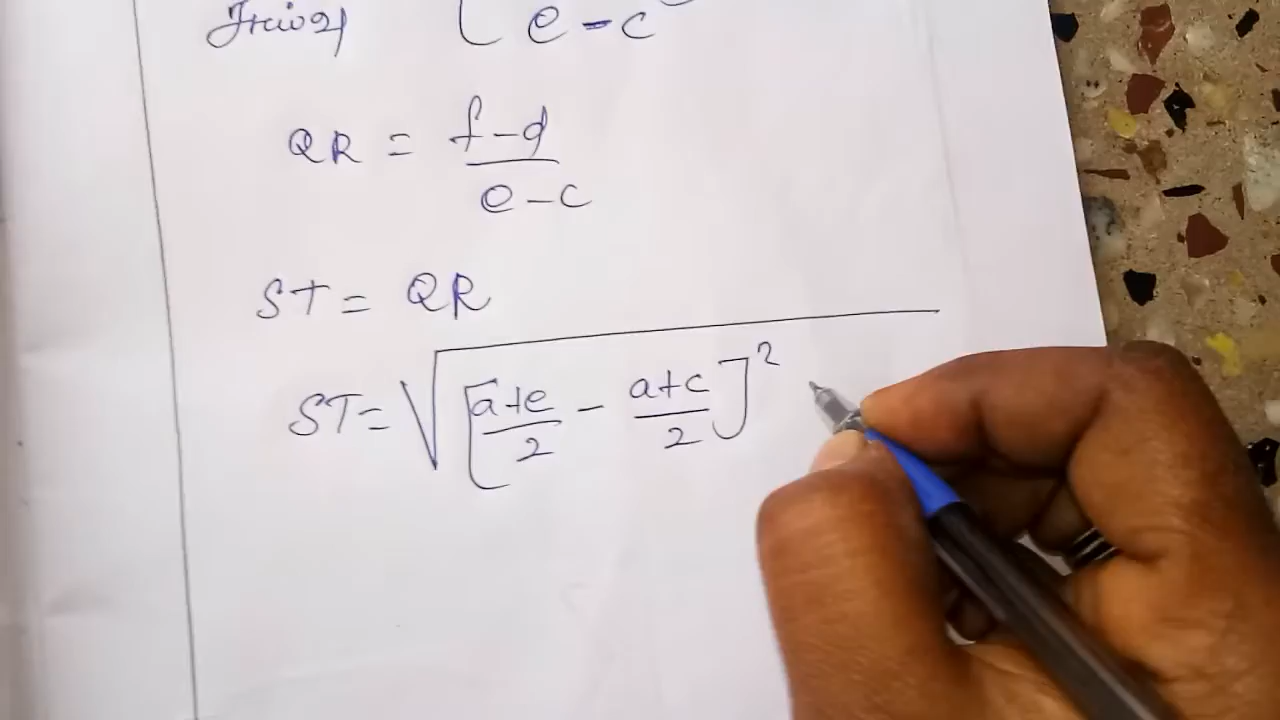 [ e - c
QR = f-d / e-c
ST = QR
ST = √[a+e/2 - a+c/2]²